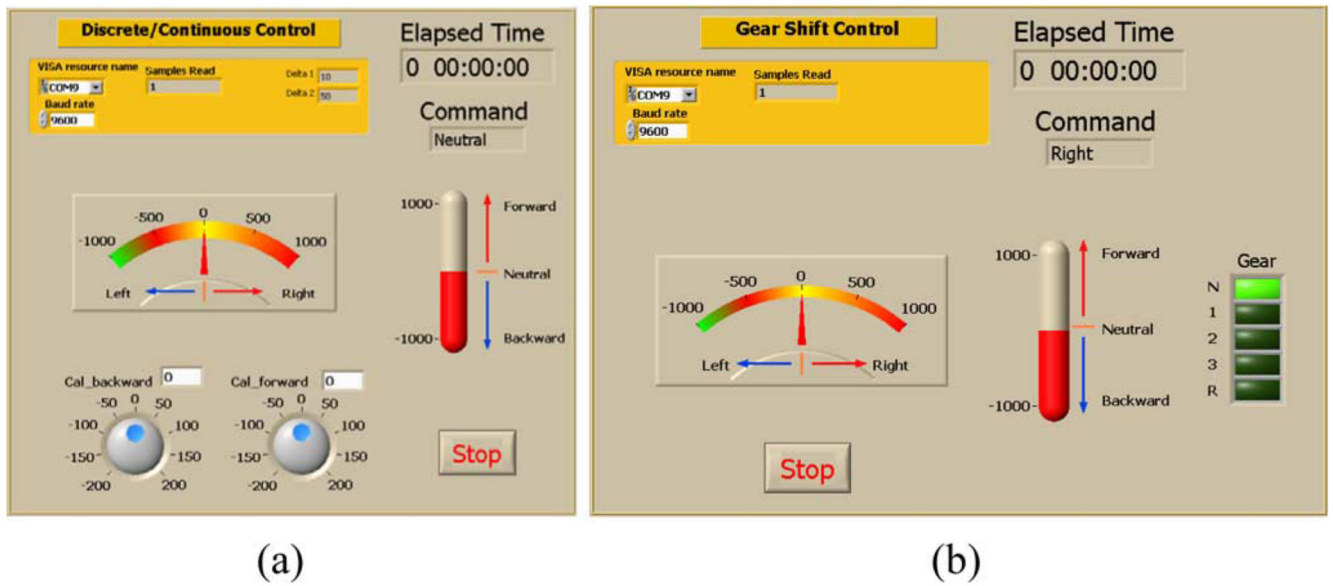 Discrete/Continuous Control
Elapsed Time
VISA resource name Samples Read Delta 1 10
COM9 1 Delta 2 50
0 00:00:00
Baud rate
9600
Command
Neutral
-1000 -500 0 500 1000
Left Right
1000- Forward
Neutral
-1000- Backward
Cal_backward 0 Cal_forward 0
-50 0 50 -50 0 50
-100 100 -100 100
-150 150 -150 150
-200 200 -200 200
Stop
(a)
Gear Shift Control
Elapsed Time
VISA resource name Samples Read
COM9 1
0 00:00:00
Baud rate
9600
Command
Right
-1000 -500 0 500 1000
Left Right
1000- Forward
Neutral
-1000- Backward
Gear
N
1
2
3
R
Stop
(b)